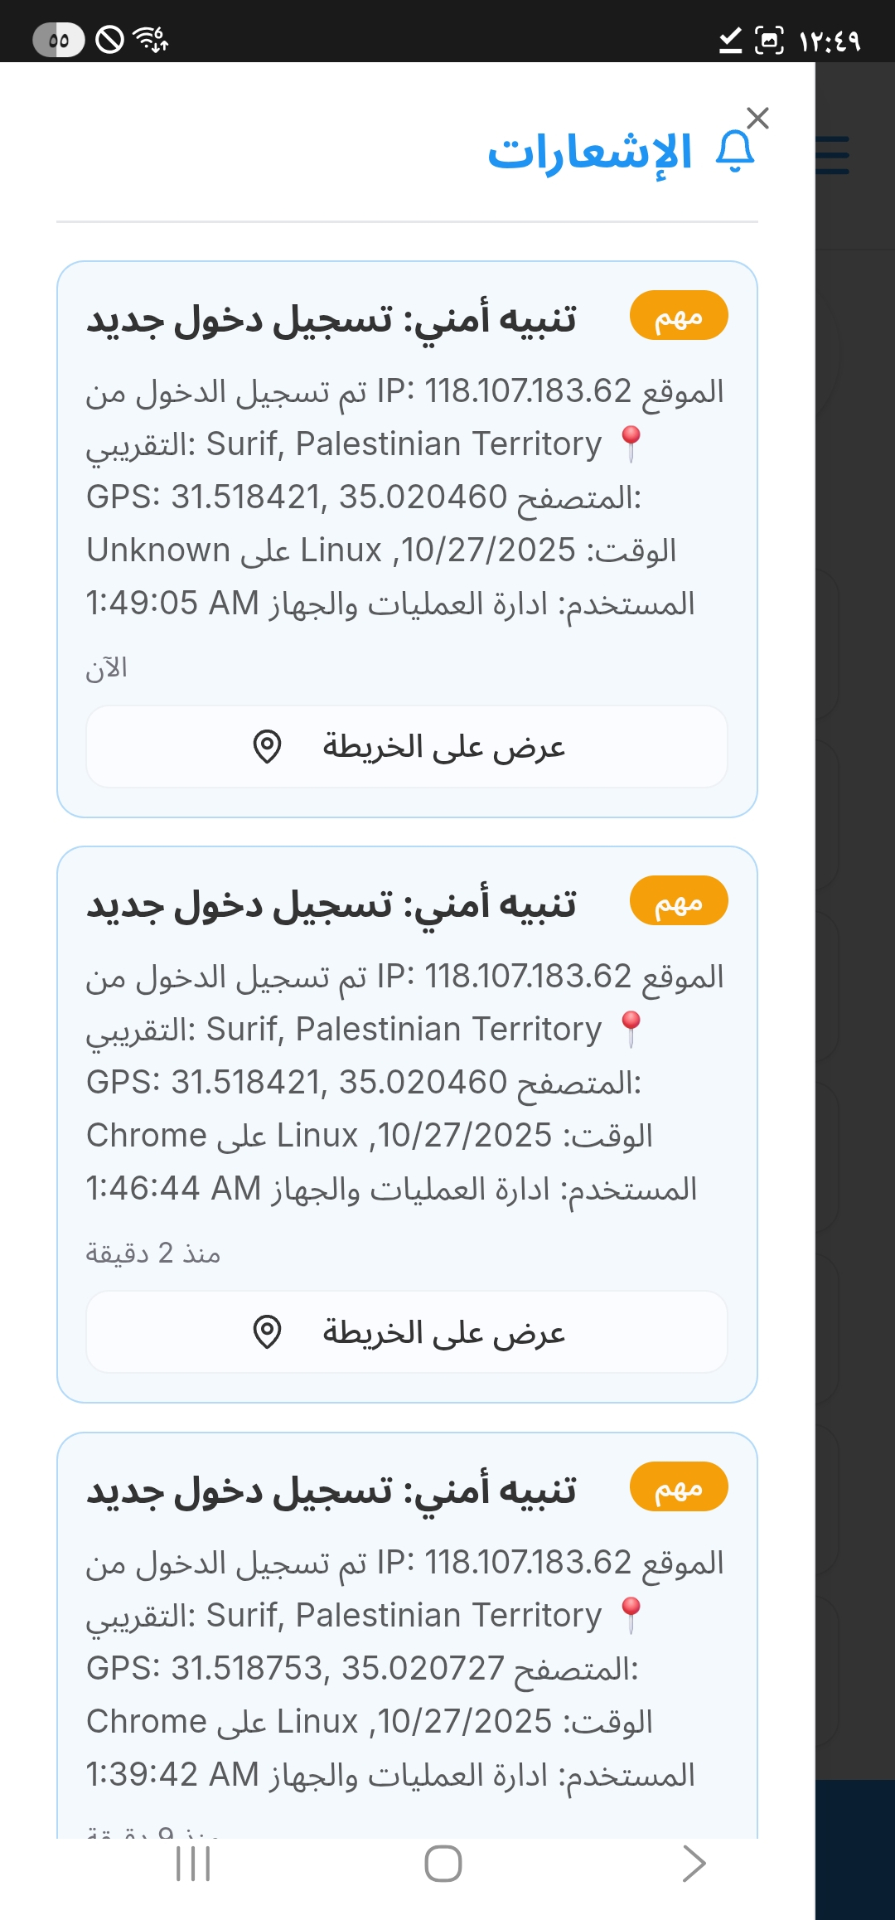 ١٢:٤٩
٥٥
6
الإشعارات
مهم
تنبيه أمني: تسجيل دخول جديد
تم تسجيل الدخول من IP: 118.107.183.62 الموقع
التقريبي: Surif, Palestinian Territory 📍
GPS: 31.518421, 35.020460 المتصفح:
Unknown على Linux الوقت: 10/27/2025,
1:49:05 AM المستخدم: ادارة العمليات والجهاز
الآن
عرض على الخريطة
مهم
تنبيه أمني: تسجيل دخول جديد
تم تسجيل الدخول من IP: 118.107.183.62 الموقع
التقريبي: Surif, Palestinian Territory 📍
GPS: 31.518421, 35.020460 المتصفح:
Chrome على Linux الوقت: 10/27/2025,
1:46:44 AM المستخدم: ادارة العمليات والجهاز
منذ 2 دقيقة
عرض على الخريطة
مهم
تنبيه أمني: تسجيل دخول جديد
تم تسجيل الدخول من IP: 118.107.183.62 الموقع
التقريبي: Surif, Palestinian Territory 📍
GPS: 31.518753, 35.020727 المتصفح:
Chrome على Linux الوقت: 10/27/2025,
1:39:42 AM المستخدم: ادارة العمليات والجهاز
منذ 9 دقيقة